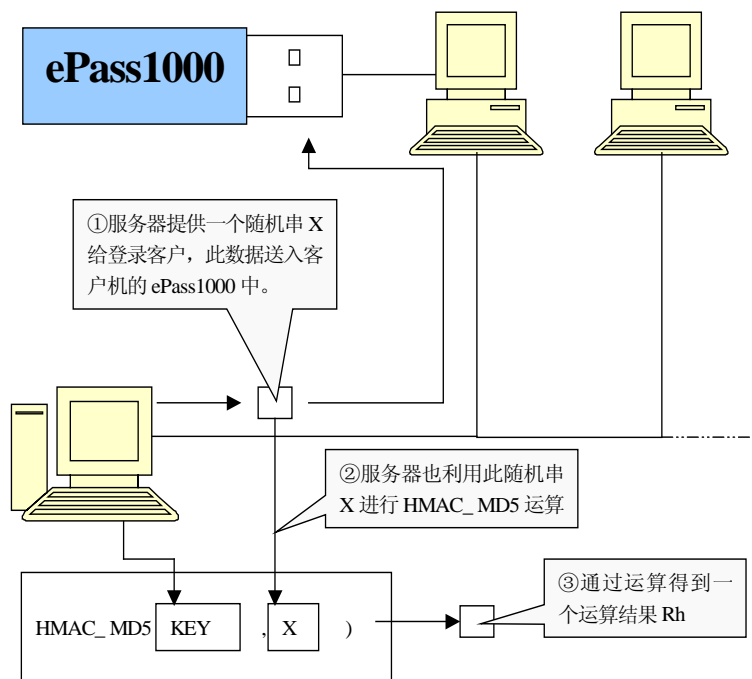 ePass1000
①服务器提供一个随机串 X
给登录客户，此数据送入客
户机的 ePass1000 中。
②服务器也利用此随机串
X 进行 HMAC_ MD5 运算
③通过运算得到一
个运算结果 Rh
HMAC_ MD5 KEY , X )